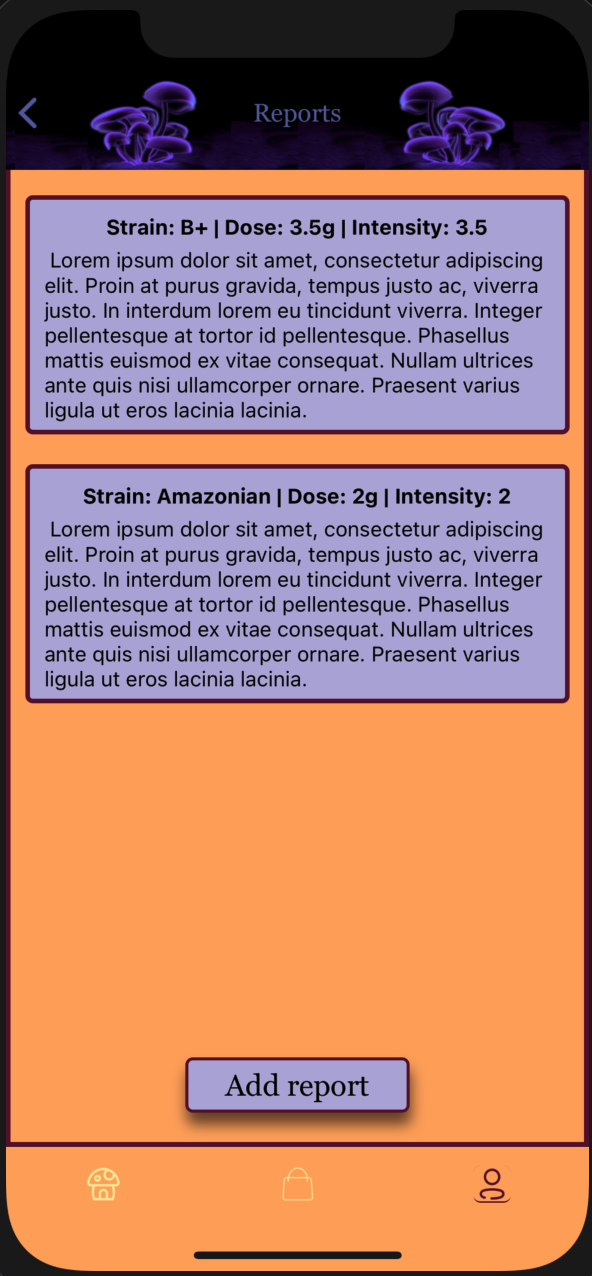 Reports
Strain: B+ | Dose: 3.5g | Intensity: 3.5
Lorem ipsum dolor sit amet, consectetur adipiscing
elit. Proin at purus gravida, tempus justo ac, viverra
justo. In interdum lorem eu tincidunt viverra. Integer
pellentesque at tortor id pellentesque. Phasellus
mattis euismod ex vitae consequat. Nullam ultrices
ante quis nisi ullamcorper ornare. Praesent varius
ligula ut eros lacinia lacinia.
Strain: Amazonian | Dose: 2g | Intensity: 2
Lorem ipsum dolor sit amet, consectetur adipiscing
elit. Proin at purus gravida, tempus justo ac, viverra
justo. In interdum lorem eu tincidunt viverra. Integer
pellentesque at tortor id pellentesque. Phasellus
mattis euismod ex vitae consequat. Nullam ultrices
ante quis nisi ullamcorper ornare. Praesent varius
ligula ut eros lacinia lacinia.
Add report